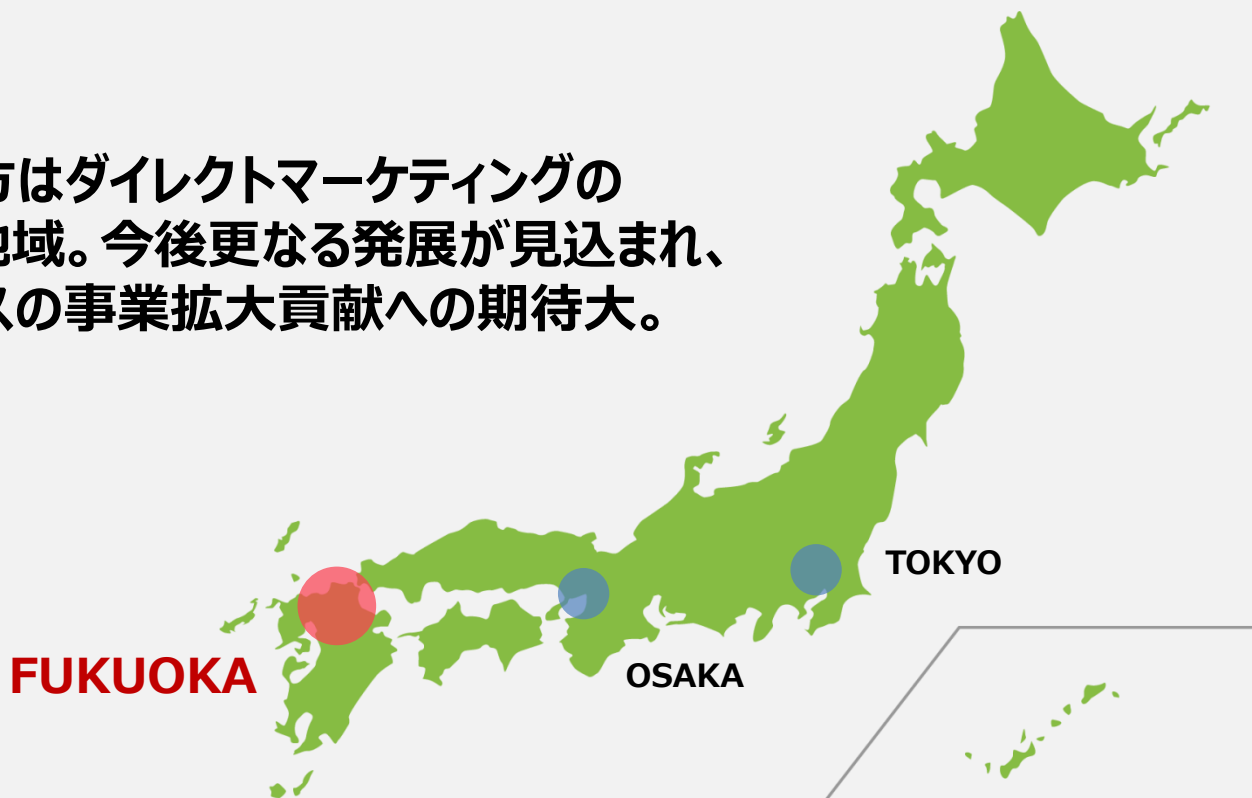 はダイレクトマーケティングの
地域。今後更なる発展が見込まれ、
スの事業拡大貢献への期待大。
TOKYO
OSAKA
FUKUOKA